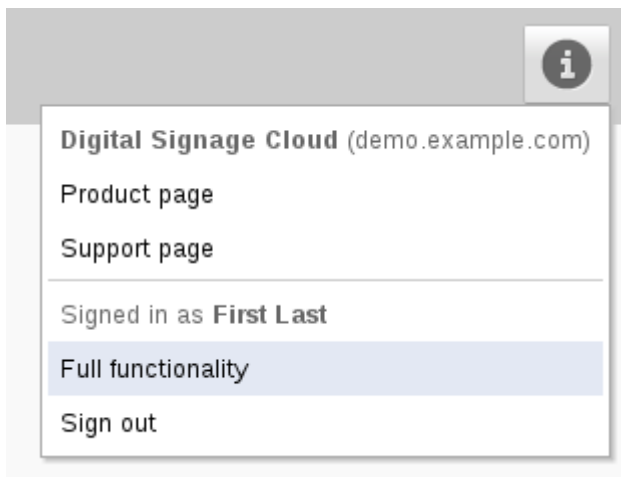 Digital Signage Cloud (demo.example.com)
Product page
Support page
Signed in as First Last
Full functionality
Sign out